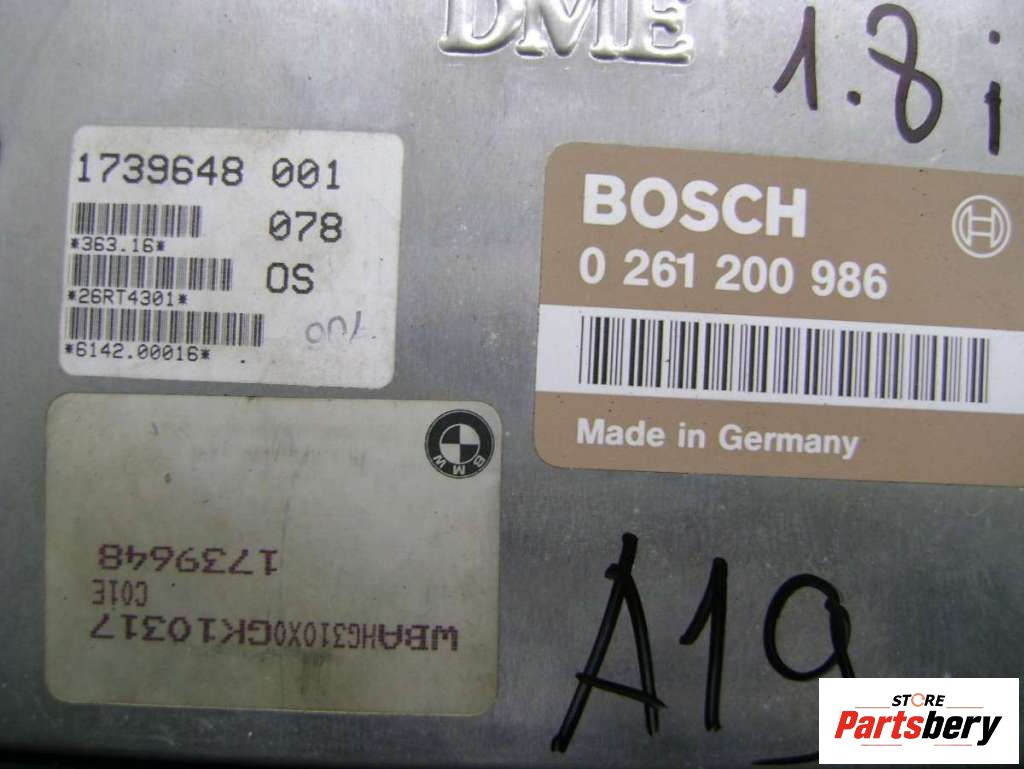 DME
1.8i
1739648 001
078
*363.16*
OS
*26RT4301*
*6142.00016*
BOSCH
0 261 200 986
Made in Germany
BMW
WBAHG310X0GK10317
C01E
1739648
A19
STORE
Partsbery